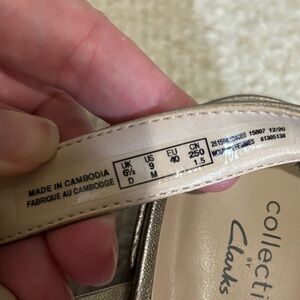 MADE IN CAMBODIA
FABRIQUE AU CAMBODGE
UK US EU CN
6½ 9 40 250
D M 1.5
15807 12/20
61305138
collecti
BY
Clarks